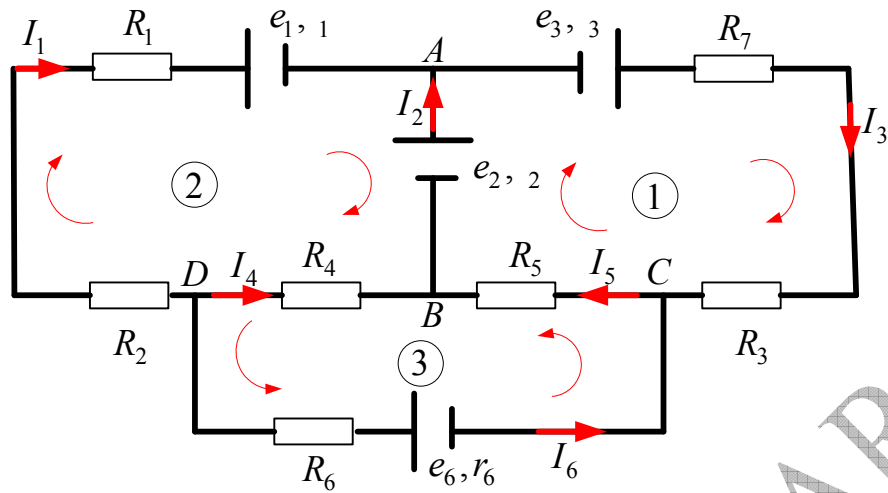 I₁ R₁ e₁, ₁ A e₃, ₃ R₇
I₂ I₃
② e₂, ₂ ①
D I₄ R₄ R₅ I₅ C
R₂ B R₃
③
R₆ e₆, r₆ I₆